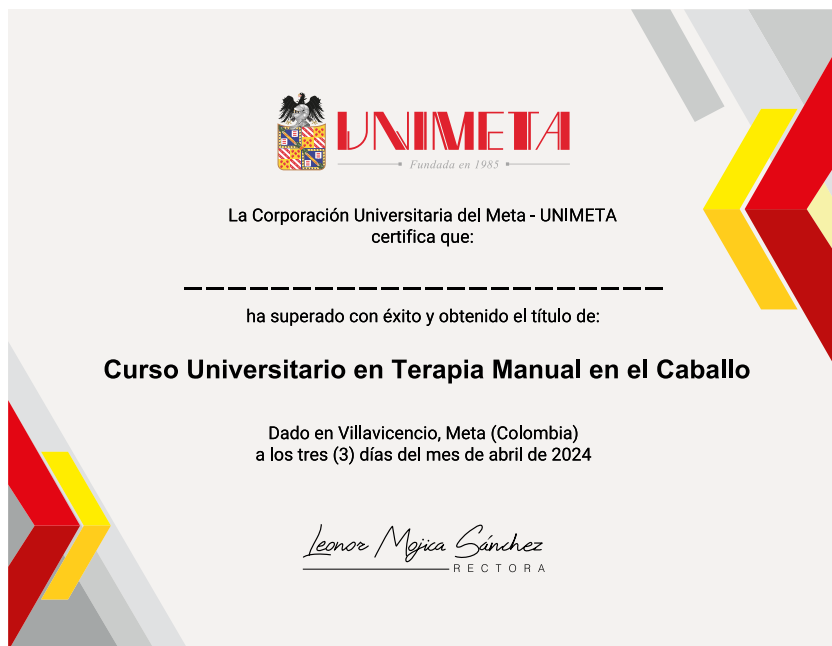 UNIMETA
Fundada en 1985
La Corporación Universitaria del Meta - UNIMETA
certifica que:
ha superado con éxito y obtenido el título de:
Curso Universitario en Terapia Manual en el Caballo
Dado en Villavicencio, Meta (Colombia)
a los tres (3) días del mes de abril de 2024
Leonor Mojica Sánchez
RECTORA